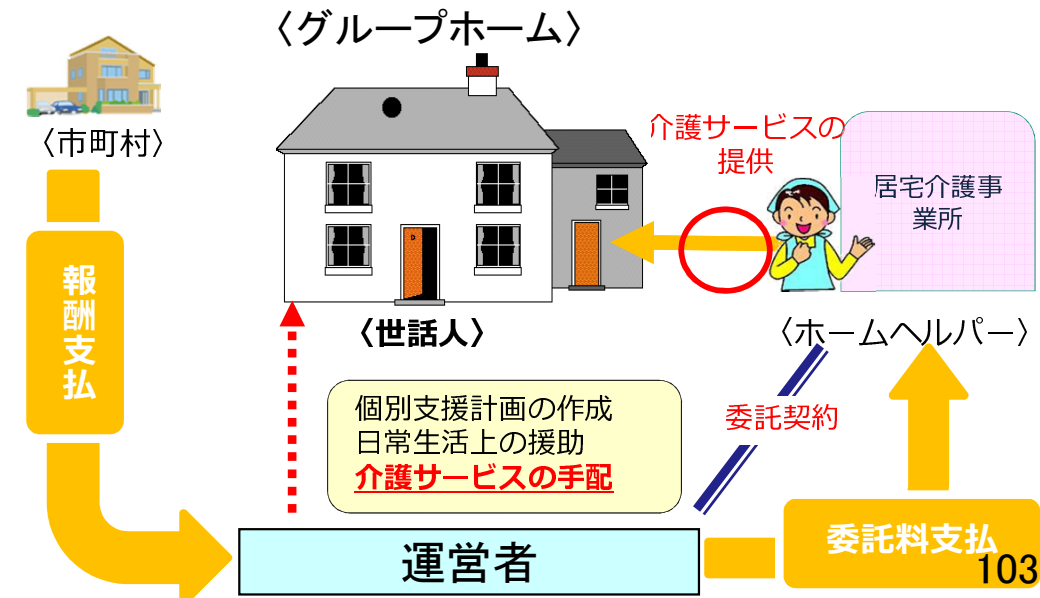 〈グループホーム〉
〈市町村〉
介護サービスの
提供
居宅介護事
業所
報酬支払
〈世話人〉
〈ホームヘルパー〉
個別支援計画の作成
日常生活上の援助
介護サービスの手配
委託契約
運営者
委託料支払
103